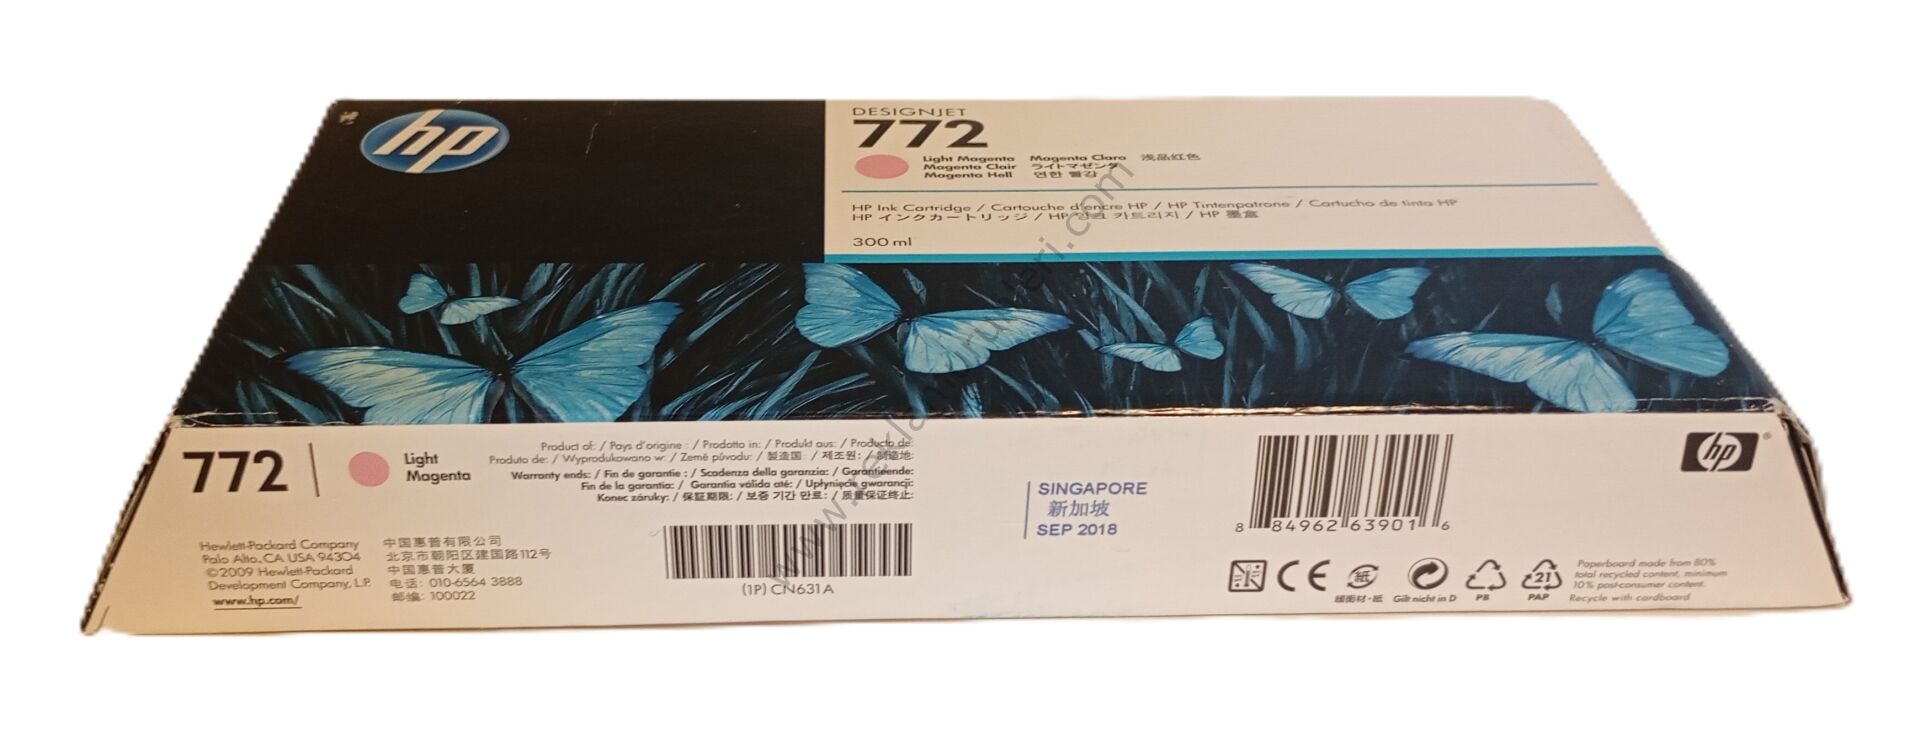 hp
DESIGNJET
772
Light Magenta Magenta Claro 浅品红色
Magenta Clair ライトマゼンタ
Magenta Hell 연한 빨강
HP Ink Cartridge / Cartouche d'encre HP / HP Tintenpatrone / Cartucho de tinta HP
HP インクカートリッジ / HP 잉크 카트리지 / HP 墨盒
300 ml
772
Light
Magenta
Product of: / Pays d'origine : / Prodotto in: / Produkt aus: / Producto de:
Produto de: / Wyprodukowano w: / Země původu: / 製造国 : / 제조원: / 制造地:
Warranty ends: / Fin de garantie : / Scadenza della garanzia: / Garantieende:
Fin de la garantía: / Garantia válida até: / Upłynięcie gwarancji:
Konec záruky: / 保証期限: / 보증 기간 만료: / 质量保证终止:
SINGAPORE
新加坡
SEP 2018
hp®
8 84962 63901 6
Hewlett-Packard Company
Palo Alto, CA USA 94304
©2009 Hewlett-Packard
Development Company, L.P.
www.hp.com/
中国惠普有限公司
北京市朝阳区建国路112号
中国惠普大厦
电话: 010-6564 3888
邮编: 100022
(1P) CN631A
CE
紙
緩衝材・紙
Gilt nicht in D
PB
21
PAP
Paperboard made from 80%
total recycled content, minimum
10% post-consumer content.
Recycle with cardboard